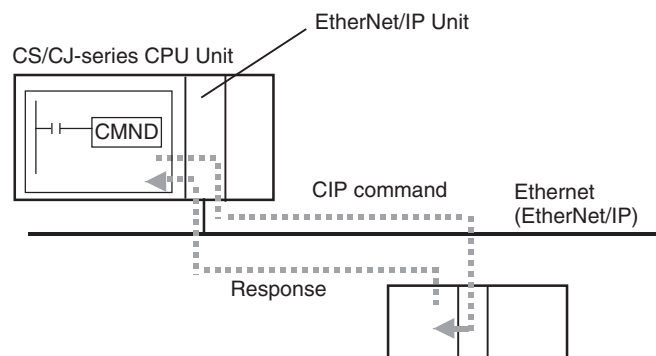 EtherNet/IP Unit
CS/CJ-series CPU Unit
CMND
CIP command
Ethernet
(EtherNet/IP)
Response